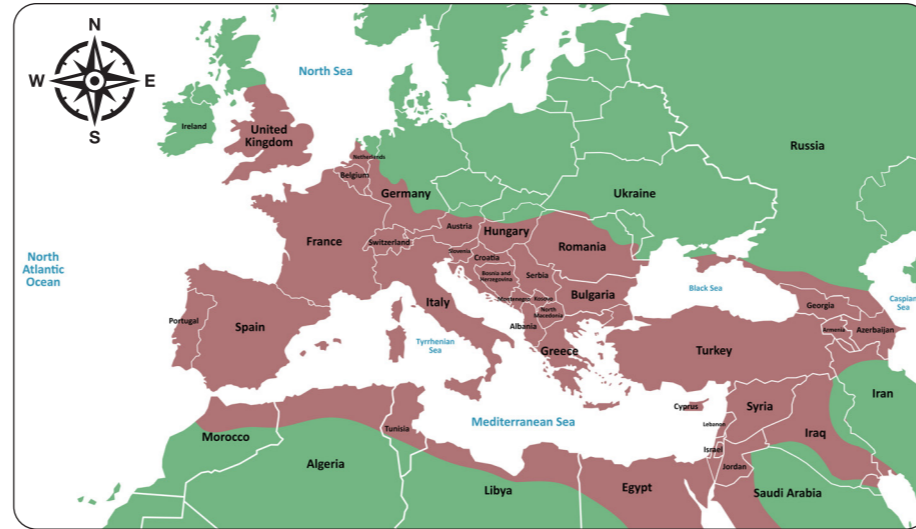 N
W
E
S
North Sea
Ireland
United
Kingdom
Netherlands
Belgium
Germany
Russia
Ukraine
North
Atlantic
Ocean
France
Switzerland
Austria
Hungary
Slovenia
Croatia
Romania
Bosnia and
Herzegovina
Serbia
Black Sea
Caspian
Sea
Portugal
Spain
Italy
Montenegro
Kosovo
North
Macedonia
Bulgaria
Albania
Georgia
Armenia
Azerbaijan
Tyrrhenian
Sea
Greece
Turkey
Iran
Mediterranean Sea
Cyprus
Syria
Lebanon
Iraq
Morocco
Tunisia
Israel
Jordan
Algeria
Libya
Egypt
Saudi Arabia